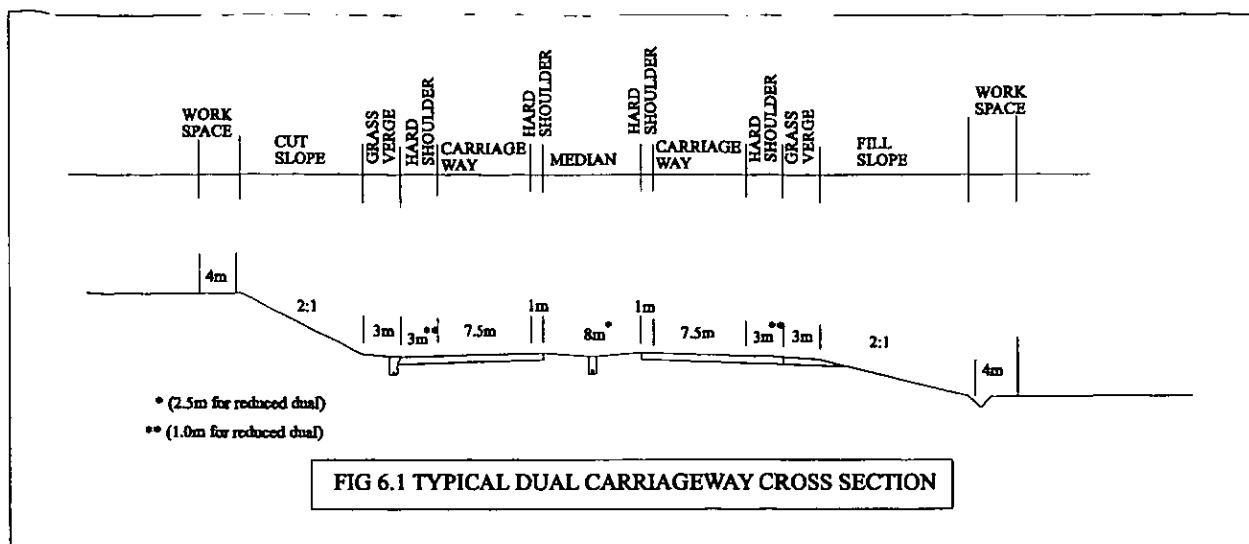 WORK
SPACE
CUT
SLOPE
GRASS
VERGE
HARD
SHOULDER
CARRIAGE
WAY
HARD
SHOULDER
MEDIAN
HARD
SHOULDER
CARRIAGE
WAY
HARD
SHOULDER
GRASS
VERGE
FILL
SLOPE
WORK
SPACE
4m
2:1
3m
3m**
7.5m
1m
8m*
1m
7.5m
3m**
3m
2:1
4m
* (2.5m for reduced dual)
** (1.0m for reduced dual)
FIG 6.1 TYPICAL DUAL CARRIAGEWAY CROSS SECTION